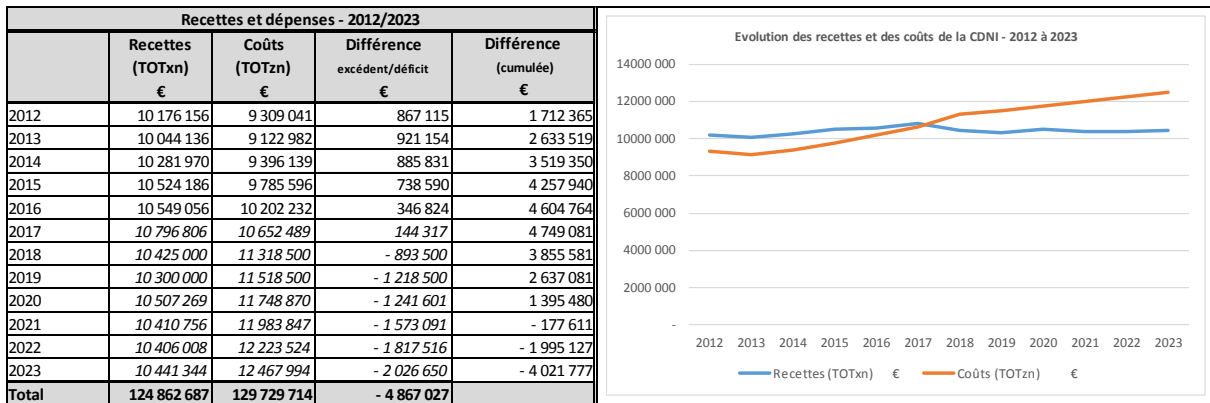 Recettes et dépenses - 2012/2023
Recettes Coûts Différence Différence
(TOTxn) (TOTzn) excédent/déficit (cumulée)
€ € € €
2012 10 176 156 9 309 041 867 115 1 712 365
2013 10 044 136 9 122 982 921 154 2 633 519
2014 10 281 970 9 396 139 885 831 3 519 350
2015 10 524 186 9 785 596 738 590 4 257 940
2016 10 549 056 10 202 232 346 824 4 604 764
2017 10 796 806 10 652 489 144 317 4 749 081
2018 10 425 000 11 318 500 - 893 500 3 855 581
2019 10 300 000 11 518 500 - 1 218 500 2 637 081
2020 10 507 269 11 748 870 - 1 241 601 1 395 480
2021 10 410 756 11 983 847 - 1 573 091 - 177 611
2022 10 406 008 12 223 524 - 1 817 516 - 1 995 127
2023 10 441 344 12 467 994 - 2 026 650 - 4 021 777
Total 124 862 687 129 729 714 - 4 867 027
Evolution des recettes et des coûts de la CDNI - 2012 à 2023
14000 000
12000 000
10000 000
8000 000
6000 000
4000 000
2000 000
-
2012 2013 2014 2015 2016 2017 2018 2019 2020 2021 2022 2023
Recettes (TOTxn) € Coûts (TOTzn) €